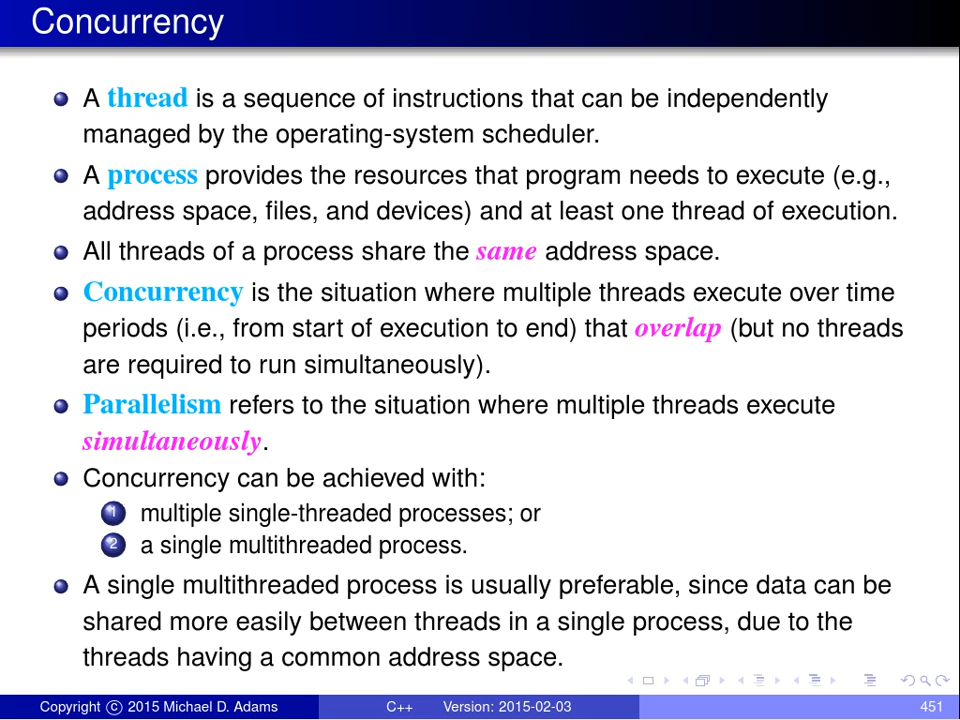 Concurrency
A thread is a sequence of instructions that can be independently
managed by the operating-system scheduler.
A process provides the resources that program needs to execute (e.g.,
address space, files, and devices) and at least one thread of execution.
All threads of a process share the same address space.
Concurrency is the situation where multiple threads execute over time
periods (i.e., from start of execution to end) that overlap (but no threads
are required to run simultaneously).
Parallelism refers to the situation where multiple threads execute
simultaneously.
Concurrency can be achieved with:
1 multiple single-threaded processes; or
2 a single multithreaded process.
A single multithreaded process is usually preferable, since data can be
shared more easily between threads in a single process, due to the
threads having a common address space.
Copyright © 2015 Michael D. Adams C++ Version: 2015-02-03 451